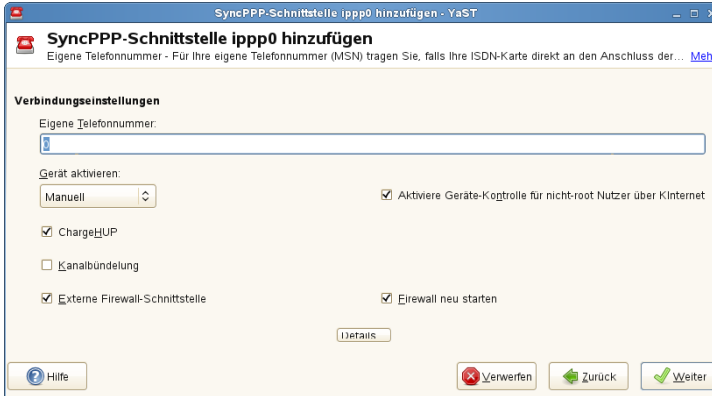 SyncPPP-Schnittstelle ippp0 hinzufügen - YaST
SyncPPP-Schnittstelle ippp0 hinzufügen
Eigene Telefonnummer - Für Ihre eigene Telefonnummer (MSN) tragen Sie, falls Ihre ISDN-Karte direkt an den Anschluss der... Meh
Verbindungseinstellungen
Eigene Telefonnummer:
0
Gerät aktivieren:
Manuell
Aktiviere Geräte-Kontrolle für nicht-root Nutzer über KInternet
ChargeHUP
Kanalbündelung
Externe Firewall-Schnittstelle
Firewall neu starten
Details...
Hilfe
Verwerfen
Zurück
Weiter